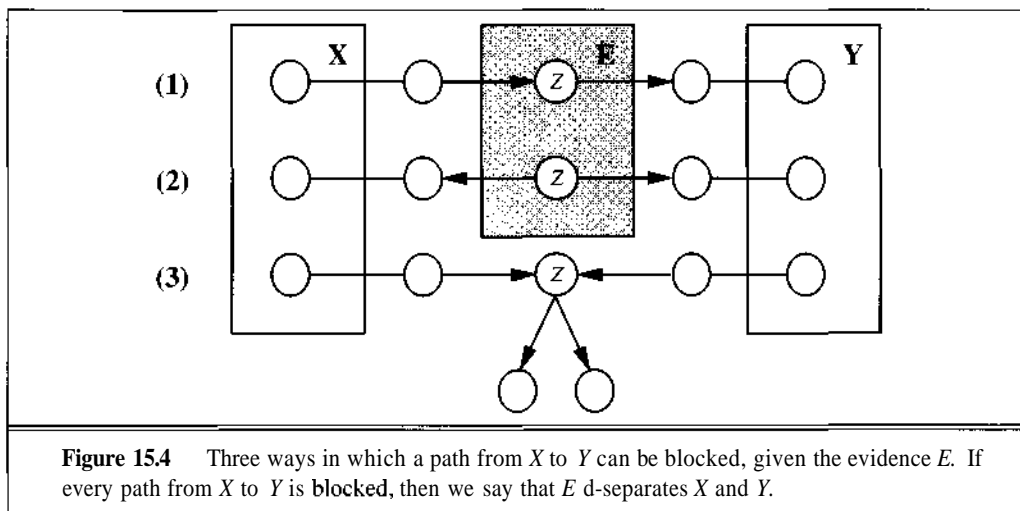 X E Y
(1) Z
(2) Z
(3) Z
Figure 15.4 Three ways in which a path from X to Y can be blocked, given the evidence E. If
every path from X to Y is blocked, then we say that E d-separates X and Y.